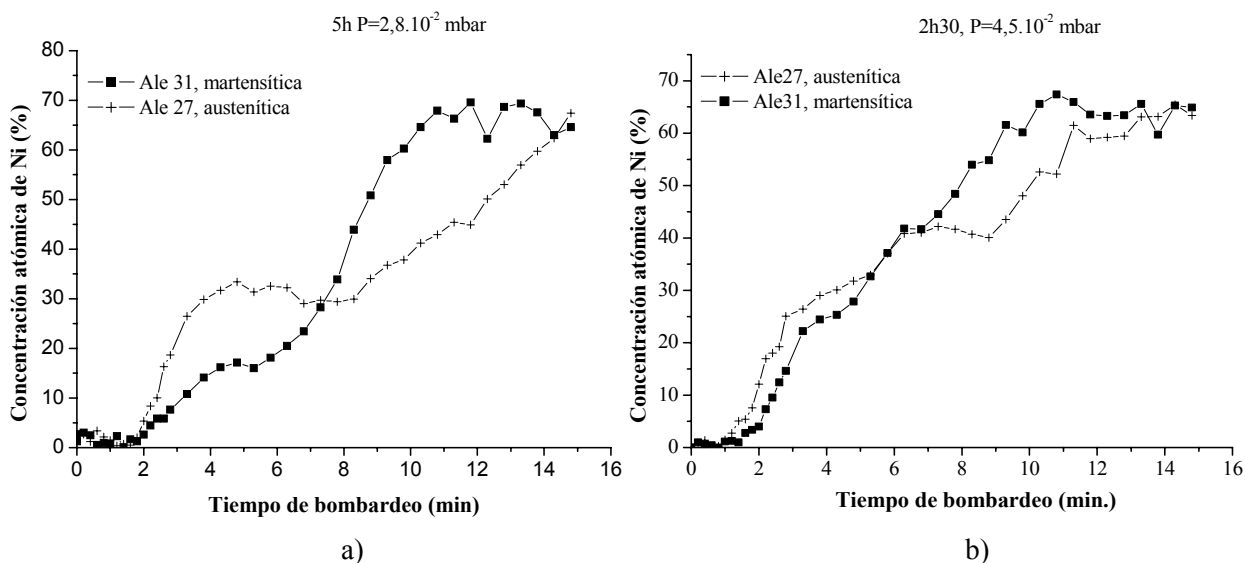 5h P=2,8.10⁻² mbar
80
70
60
50
40
30
20
10
0
Concentración atómica de Ni (%)
Ale 31, martensítica
Ale 27, austenítica
0 2 4 6 8 10 12 14 16
Tiempo de bombardeo (min)
a)
2h30, P=4,5.10⁻² mbar
70
60
50
40
30
20
10
0
Concentración atómica de Ni (%)
Ale27, austenítica
Ale31, martensítica
0 2 4 6 8 10 12 14 16
Tiempo de bombardeo (min.)
b)